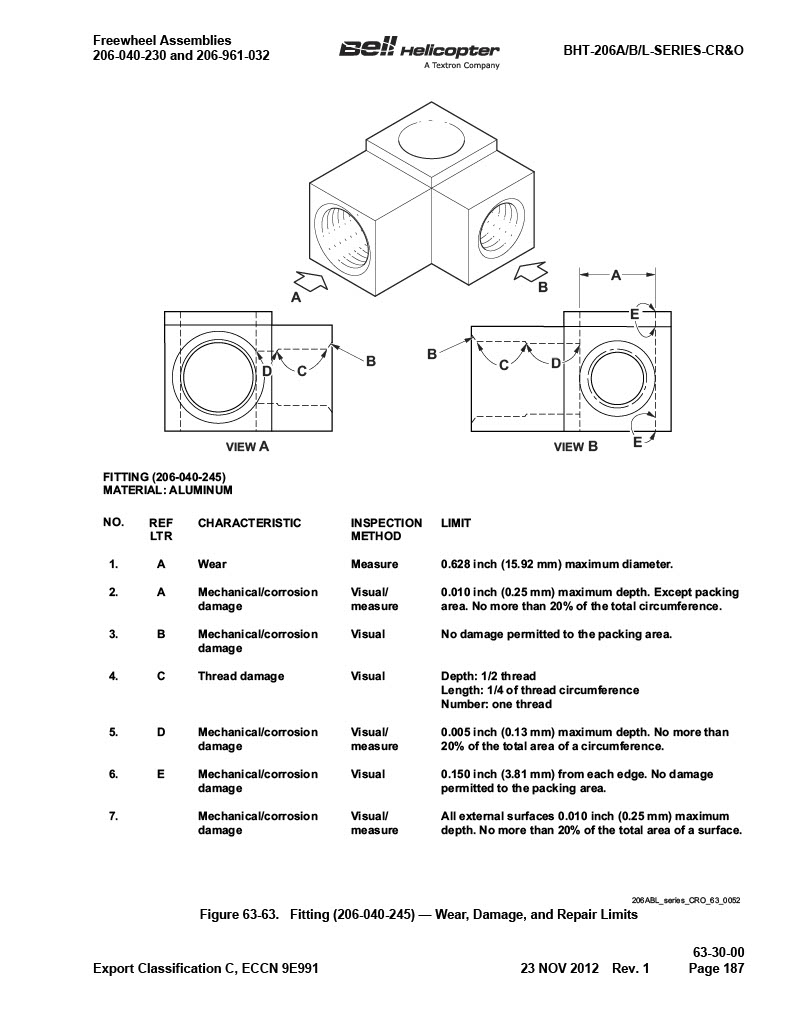 Freewheel Assemblies
206-040-230 and 206-961-032
Bell Helicopter
A Textron Company
BHT-206A/B/L-SERIES-CR&O
A
B
A
E
B
D
C
B
C
D
E
VIEW A
VIEW B
FITTING (206-040-245)
MATERIAL: ALUMINUM
NO. REF LTR CHARACTERISTIC INSPECTION METHOD LIMIT
1. A Wear Measure 0.628 inch (15.92 mm) maximum diameter.
2. A Mechanical/corrosion Visual/ 0.010 inch (0.25 mm) maximum depth. Except packing
damage measure area. No more than 20% of the total circumference.
3. B Mechanical/corrosion Visual No damage permitted to the packing area.
damage
4. C Thread damage Visual Depth: 1/2 thread
Length: 1/4 of thread circumference
Number: one thread
5. D Mechanical/corrosion Visual/ 0.005 inch (0.13 mm) maximum depth. No more than
damage measure 20% of the total area of a circumference.
6. E Mechanical/corrosion Visual 0.150 inch (3.81 mm) from each edge. No damage
damage permitted to the packing area.
7. Mechanical/corrosion Visual/ All external surfaces 0.010 inch (0.25 mm) maximum
damage measure depth. No more than 20% of the total area of a surface.
206ABL_series_CRO_63_0052
Figure 63-63. Fitting (206-040-245) — Wear, Damage, and Repair Limits
63-30-00
Export Classification C, ECCN 9E991 23 NOV 2012 Rev. 1 Page 187